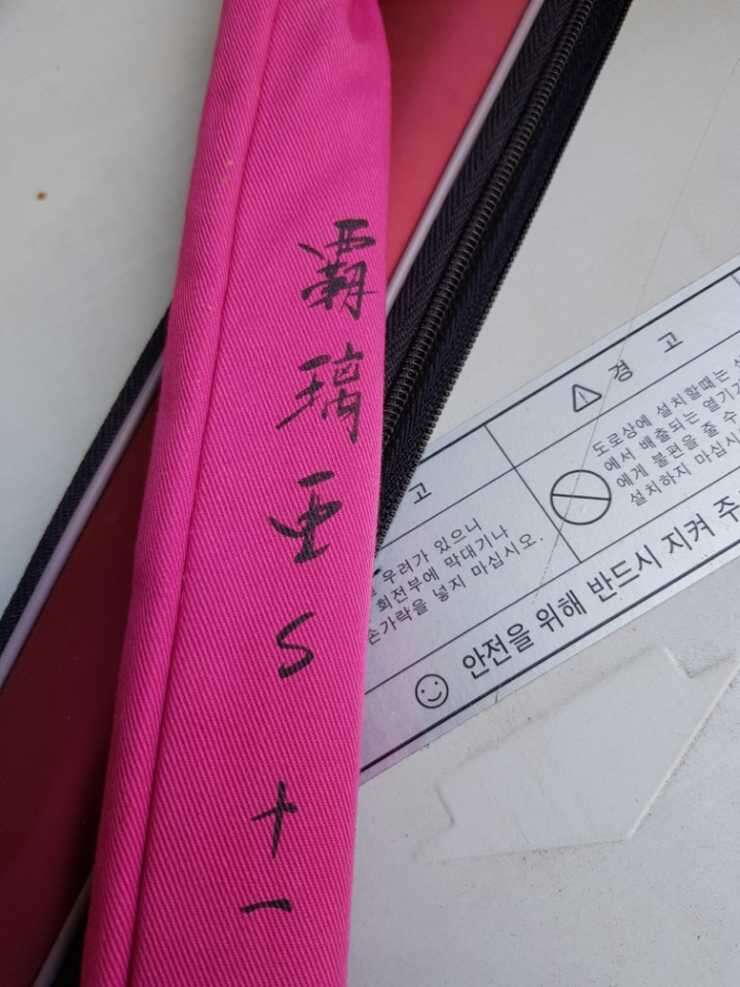 覇
璃
亜
S
十
一
경 고
도로상에 설치할때는
에서 배출되는 열기가
에게 불편을 줄 수
설치하지 마십시
고
우려가 있으니
회전부에 막대기나
손가락을 넣지 마십시오.
안전을 위해 반드시 지켜 주